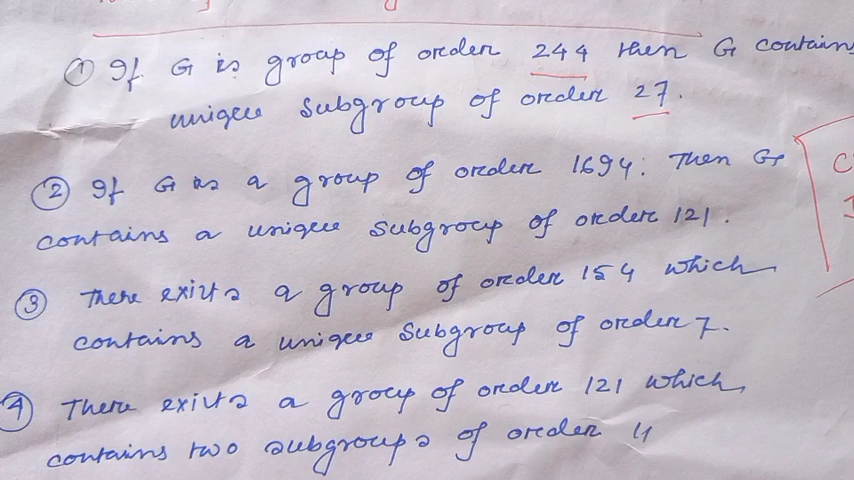 ① If G is group of order 244 then G contains
unique subgroup of order 27.
② If G is a group of order 1694. Then G
contains a unique subgroup of order 121.
③ There exists a group of order 154 which
contains a unique subgroup of order 7.
④ There exists a group of order 121 which
contains two subgroups of order 11